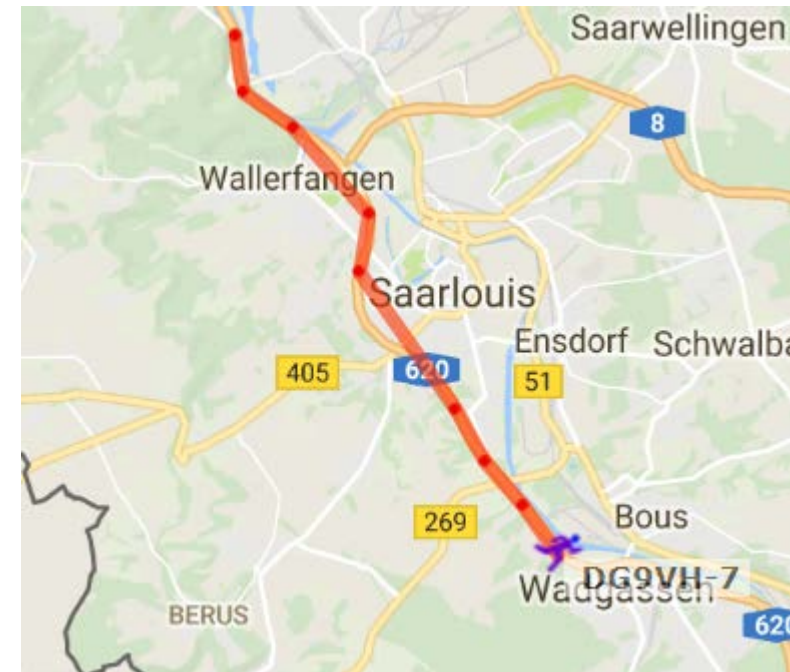 Saarwellingen
8
Wallerfangen
Saarlouis
Ensdorf
Schwalba
405
620
51
269
Bous
DG9VH-7
Wadgassen
BERUS
620